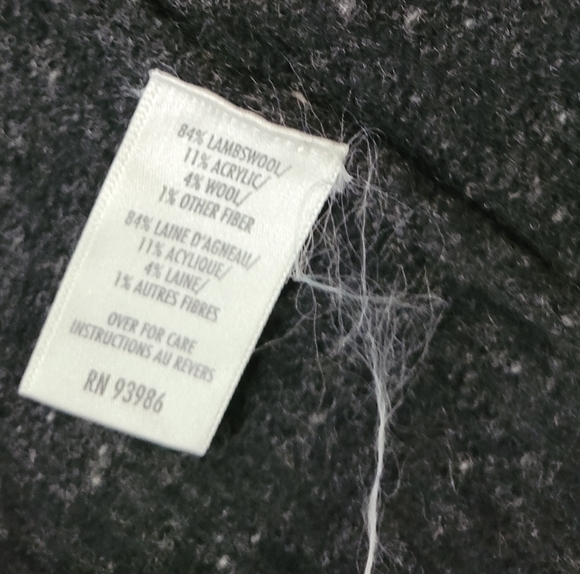 84% LAMBSWOOL/
11% ACRYLIC/
4% WOOL/
1% OTHER FIBER
84% LAINE D'AGNEAU/
11% ACYLIQUE/
4% LAINE/
1% AUTRES FIBRES
OVER FOR CARE
INSTRUCTIONS AU REVERS
RN 93986